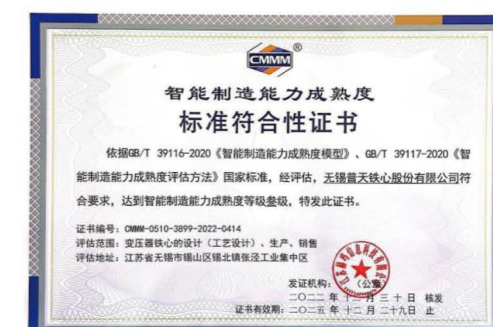 CMMM®
智能制造能力成熟度
标准符合性证书
依据GB/T 39116-2020《智能制造能力成熟度模型》、GB/T 39117-2020《智
能制造能力成熟度评估方法》国家标准，经评估，无锡普天铁心股份有限公司符
合要求，达到智能制造能力成熟度等级叁级，特发此证书。
证书编号：CMMM-0510-3899-2022-0414
评估范围：变压器铁心的设计（工艺设计）、生产、销售
评估地址：江苏省无锡市锡山区锡北镇张泾工业集中区
发证机构：（公章）
二〇二二 年 十二 月 三 十 日 核发
证书有效期：二〇二五 年 十二 月 二十九日 止